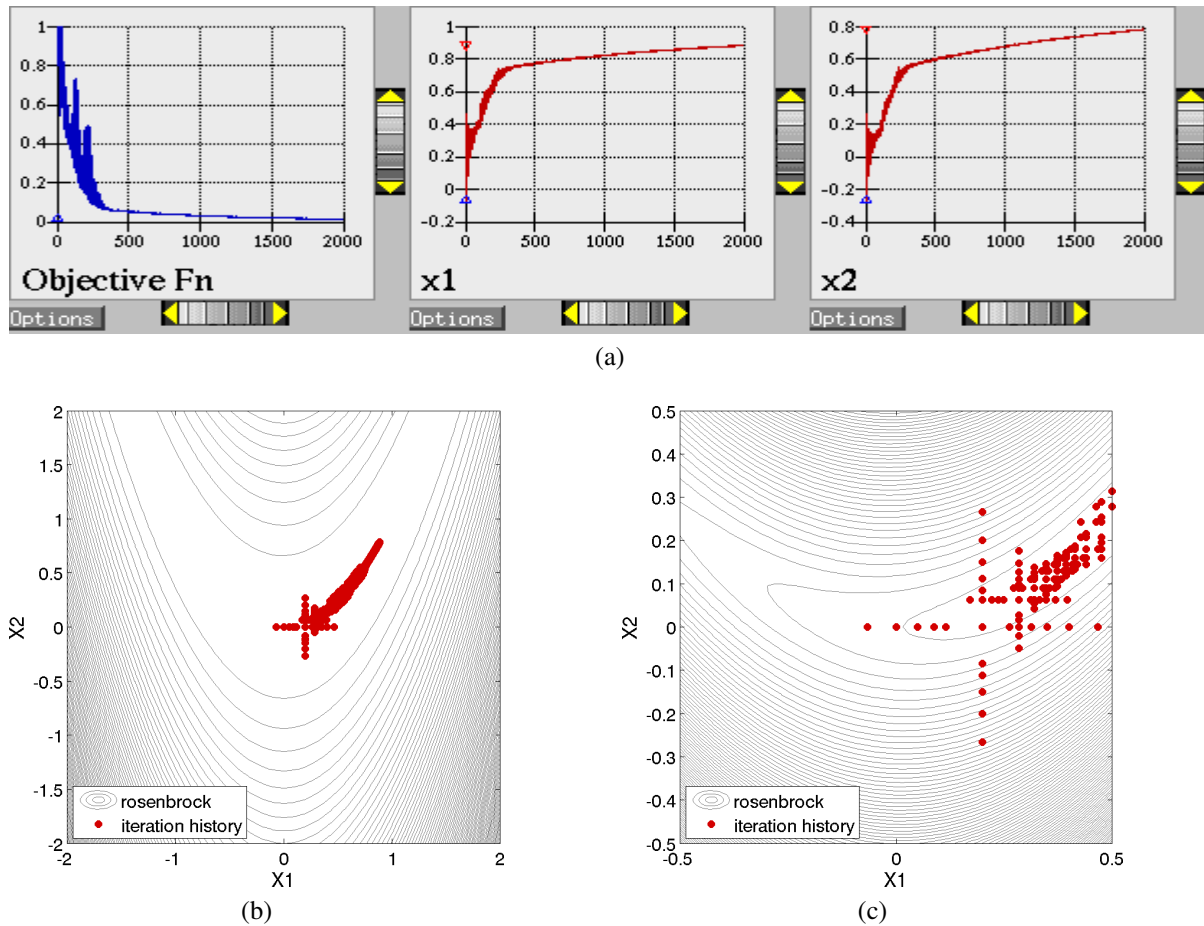 1
0.8
0.6
0.4
0.2
0
0 500 1000 1500 2000
Objective Fn
Options
1
0.8
0.6
0.4
0.2
0
-0.2
0 500 1000 1500 2000
x1
Options
0.8
0.6
0.4
0.2
0
-0.2
-0.4
0 500 1000 1500 2000
x2
Options
(a)
2
1.5
1
0.5
0
-0.5
-1
-1.5
-2
-2 -1 0 1 2
X2
X1
rosenbrock
iteration history
(b)
0.5
0.4
0.3
0.2
0.1
0
-0.1
-0.2
-0.3
-0.4
-0.5
-0.5 0 0.5
X2
X1
rosenbrock
iteration history
(c)